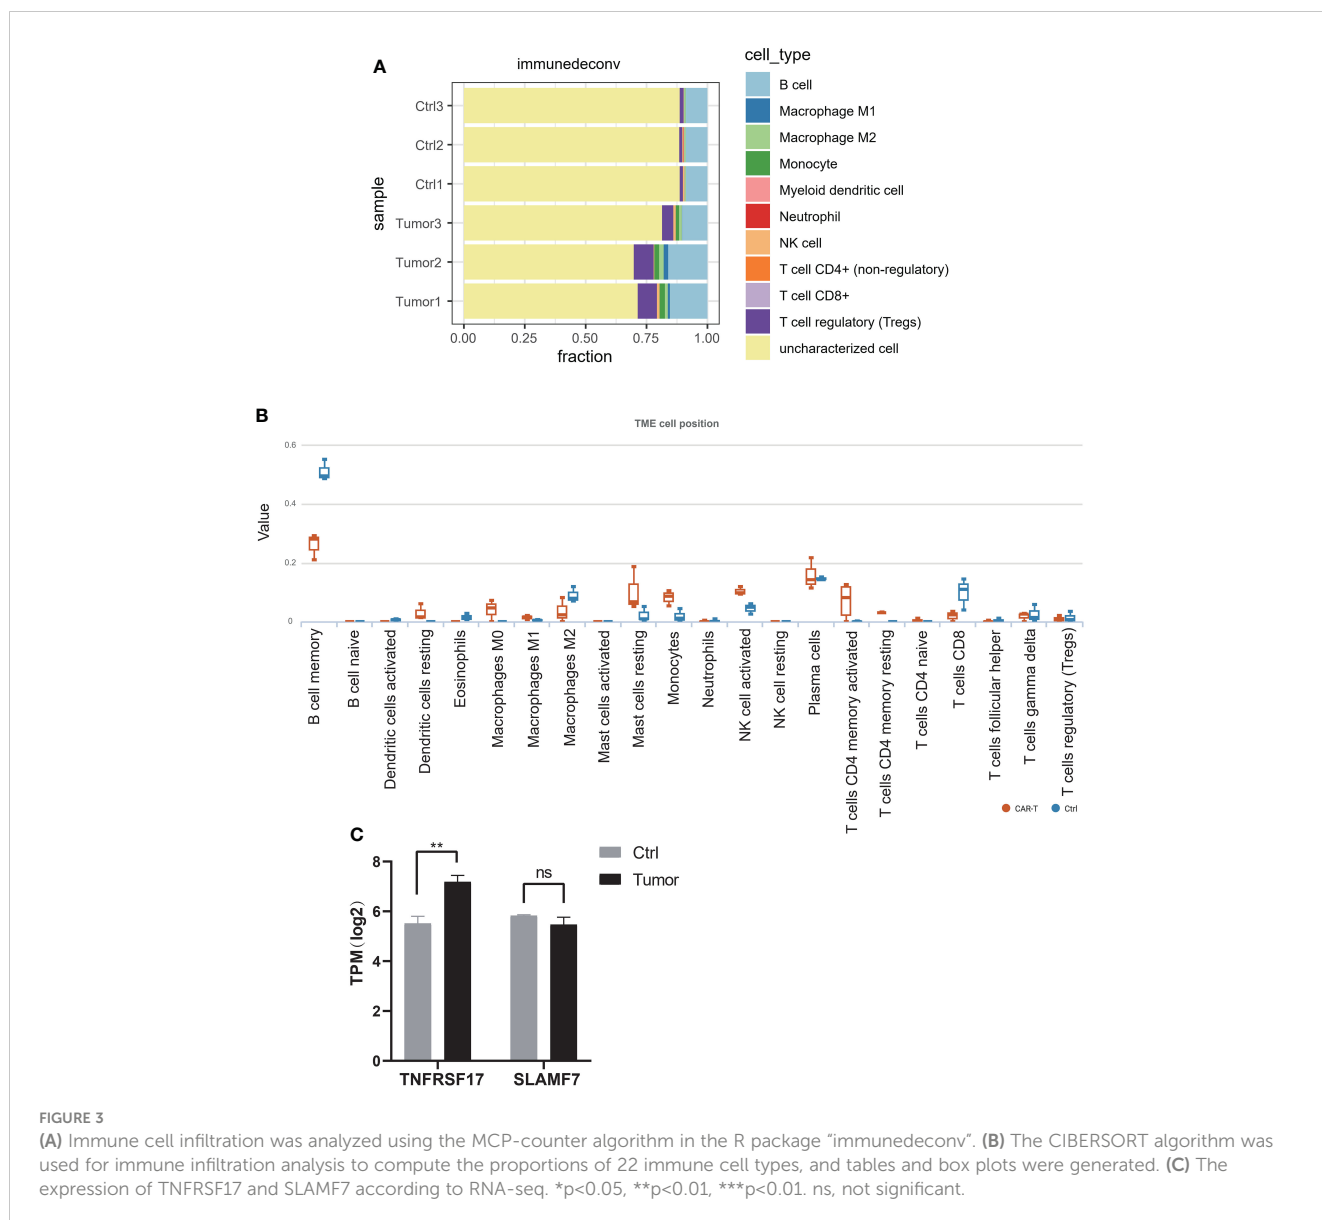 (A)
immunedeconv
cell_type
B cell
Macrophage M1
Macrophage M2
Monocyte
Myeloid dendritic cell
Neutrophil
NK cell
T cell CD4+ (non-regulatory)
T cell CD8+
T cell regulatory (Tregs)
uncharacterized cell
sample
Ctrl3
Ctrl2
Ctrl1
Tumor3
Tumor2
Tumor1
0.00 0.25 0.50 0.75 1.00
fraction
B
TME cell position
Value
0.6
0.4
0.2
0
B cell memory
B cell naive
Dendritic cells activated
Dendritic cells resting
Eosinophils
Macrophages M0
Macrophages M1
Macrophages M2
Mast cells activated
Mast cells resting
Monocytes
Neutrophils
NK cell activated
NK cell resting
Plasma cells
T cells CD4 memory activated
T cells CD4 memory resting
T cells CD4 naive
T cells CD8
T cells follicular helper
T cells gamma delta
T cells regulatory (Tregs)
CAR-T Ctrl
C
TPM(log2)
8
6
4
2
0
**
ns
Ctrl
Tumor
TNFRSF17 SLAMF7
FIGURE 3
(A) Immune cell infiltration was analyzed using the MCP-counter algorithm in the R package “immunedeconv”. (B) The CIBERSORT algorithm was
used for immune infiltration analysis to compute the proportions of 22 immune cell types, and tables and box plots were generated. (C) The
expression of TNFRSF17 and SLAMF7 according to RNA-seq. *p<0.05, **p<0.01, ***p<0.01. ns, not significant.